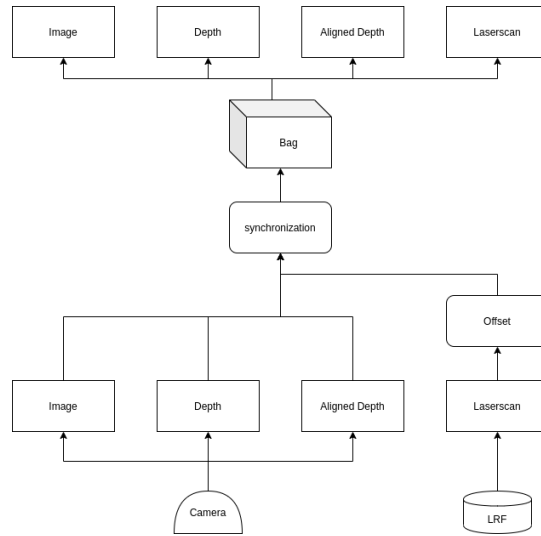 Image
Depth
Aligned Depth
Laserscan
Bag
synchronization
Offset
Image
Depth
Aligned Depth
Laserscan
Camera
LRF